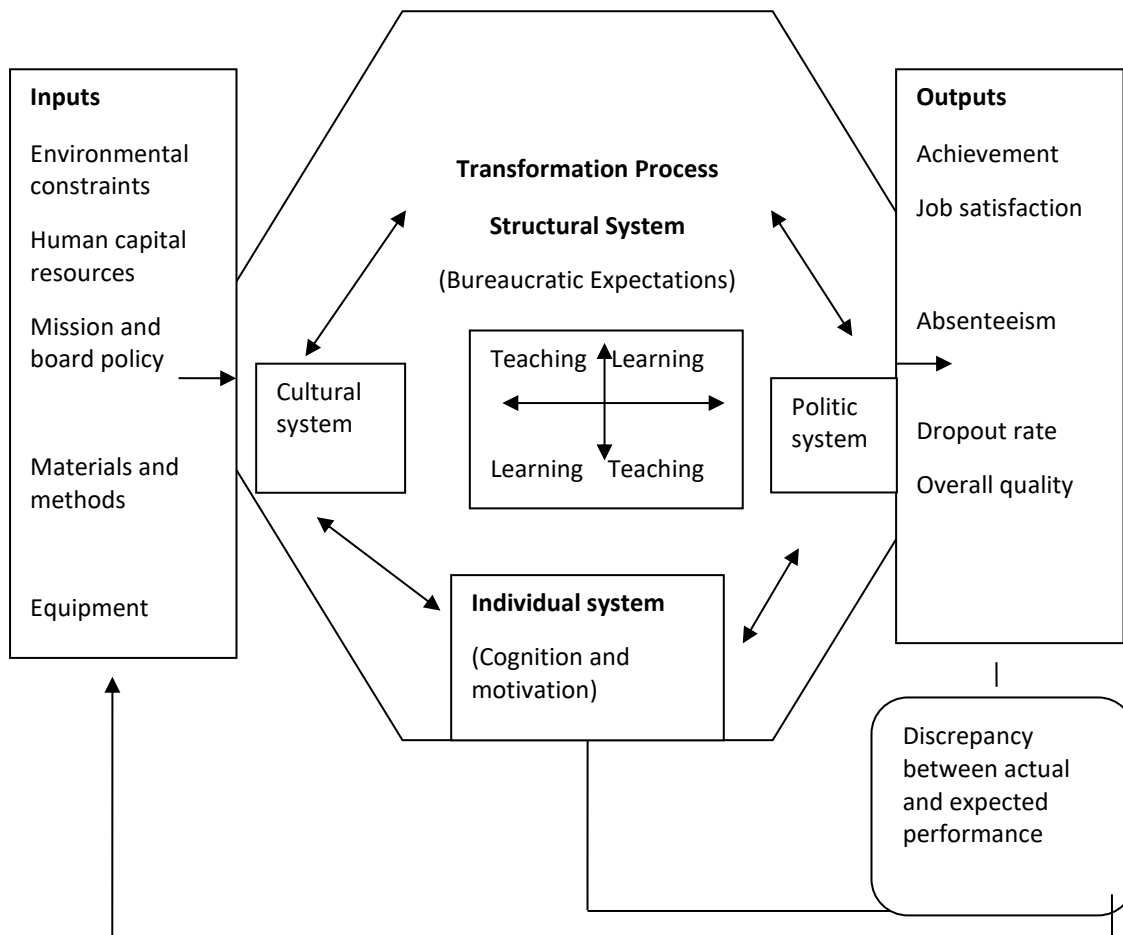 Inputs
Environmental
constraints
Human capital
resources
Mission and
board policy
Materials and
methods
Equipment
Transformation Process
Structural System
(Bureaucratic Expectations)
Cultural
system
Teaching Learning
Learning Teaching
Politic
system
Individual system
(Cognition and
motivation)
Outputs
Achievement
Job satisfaction
Absenteeism
Dropout rate
Overall quality
Discrepancy
between actual
and expected
performance